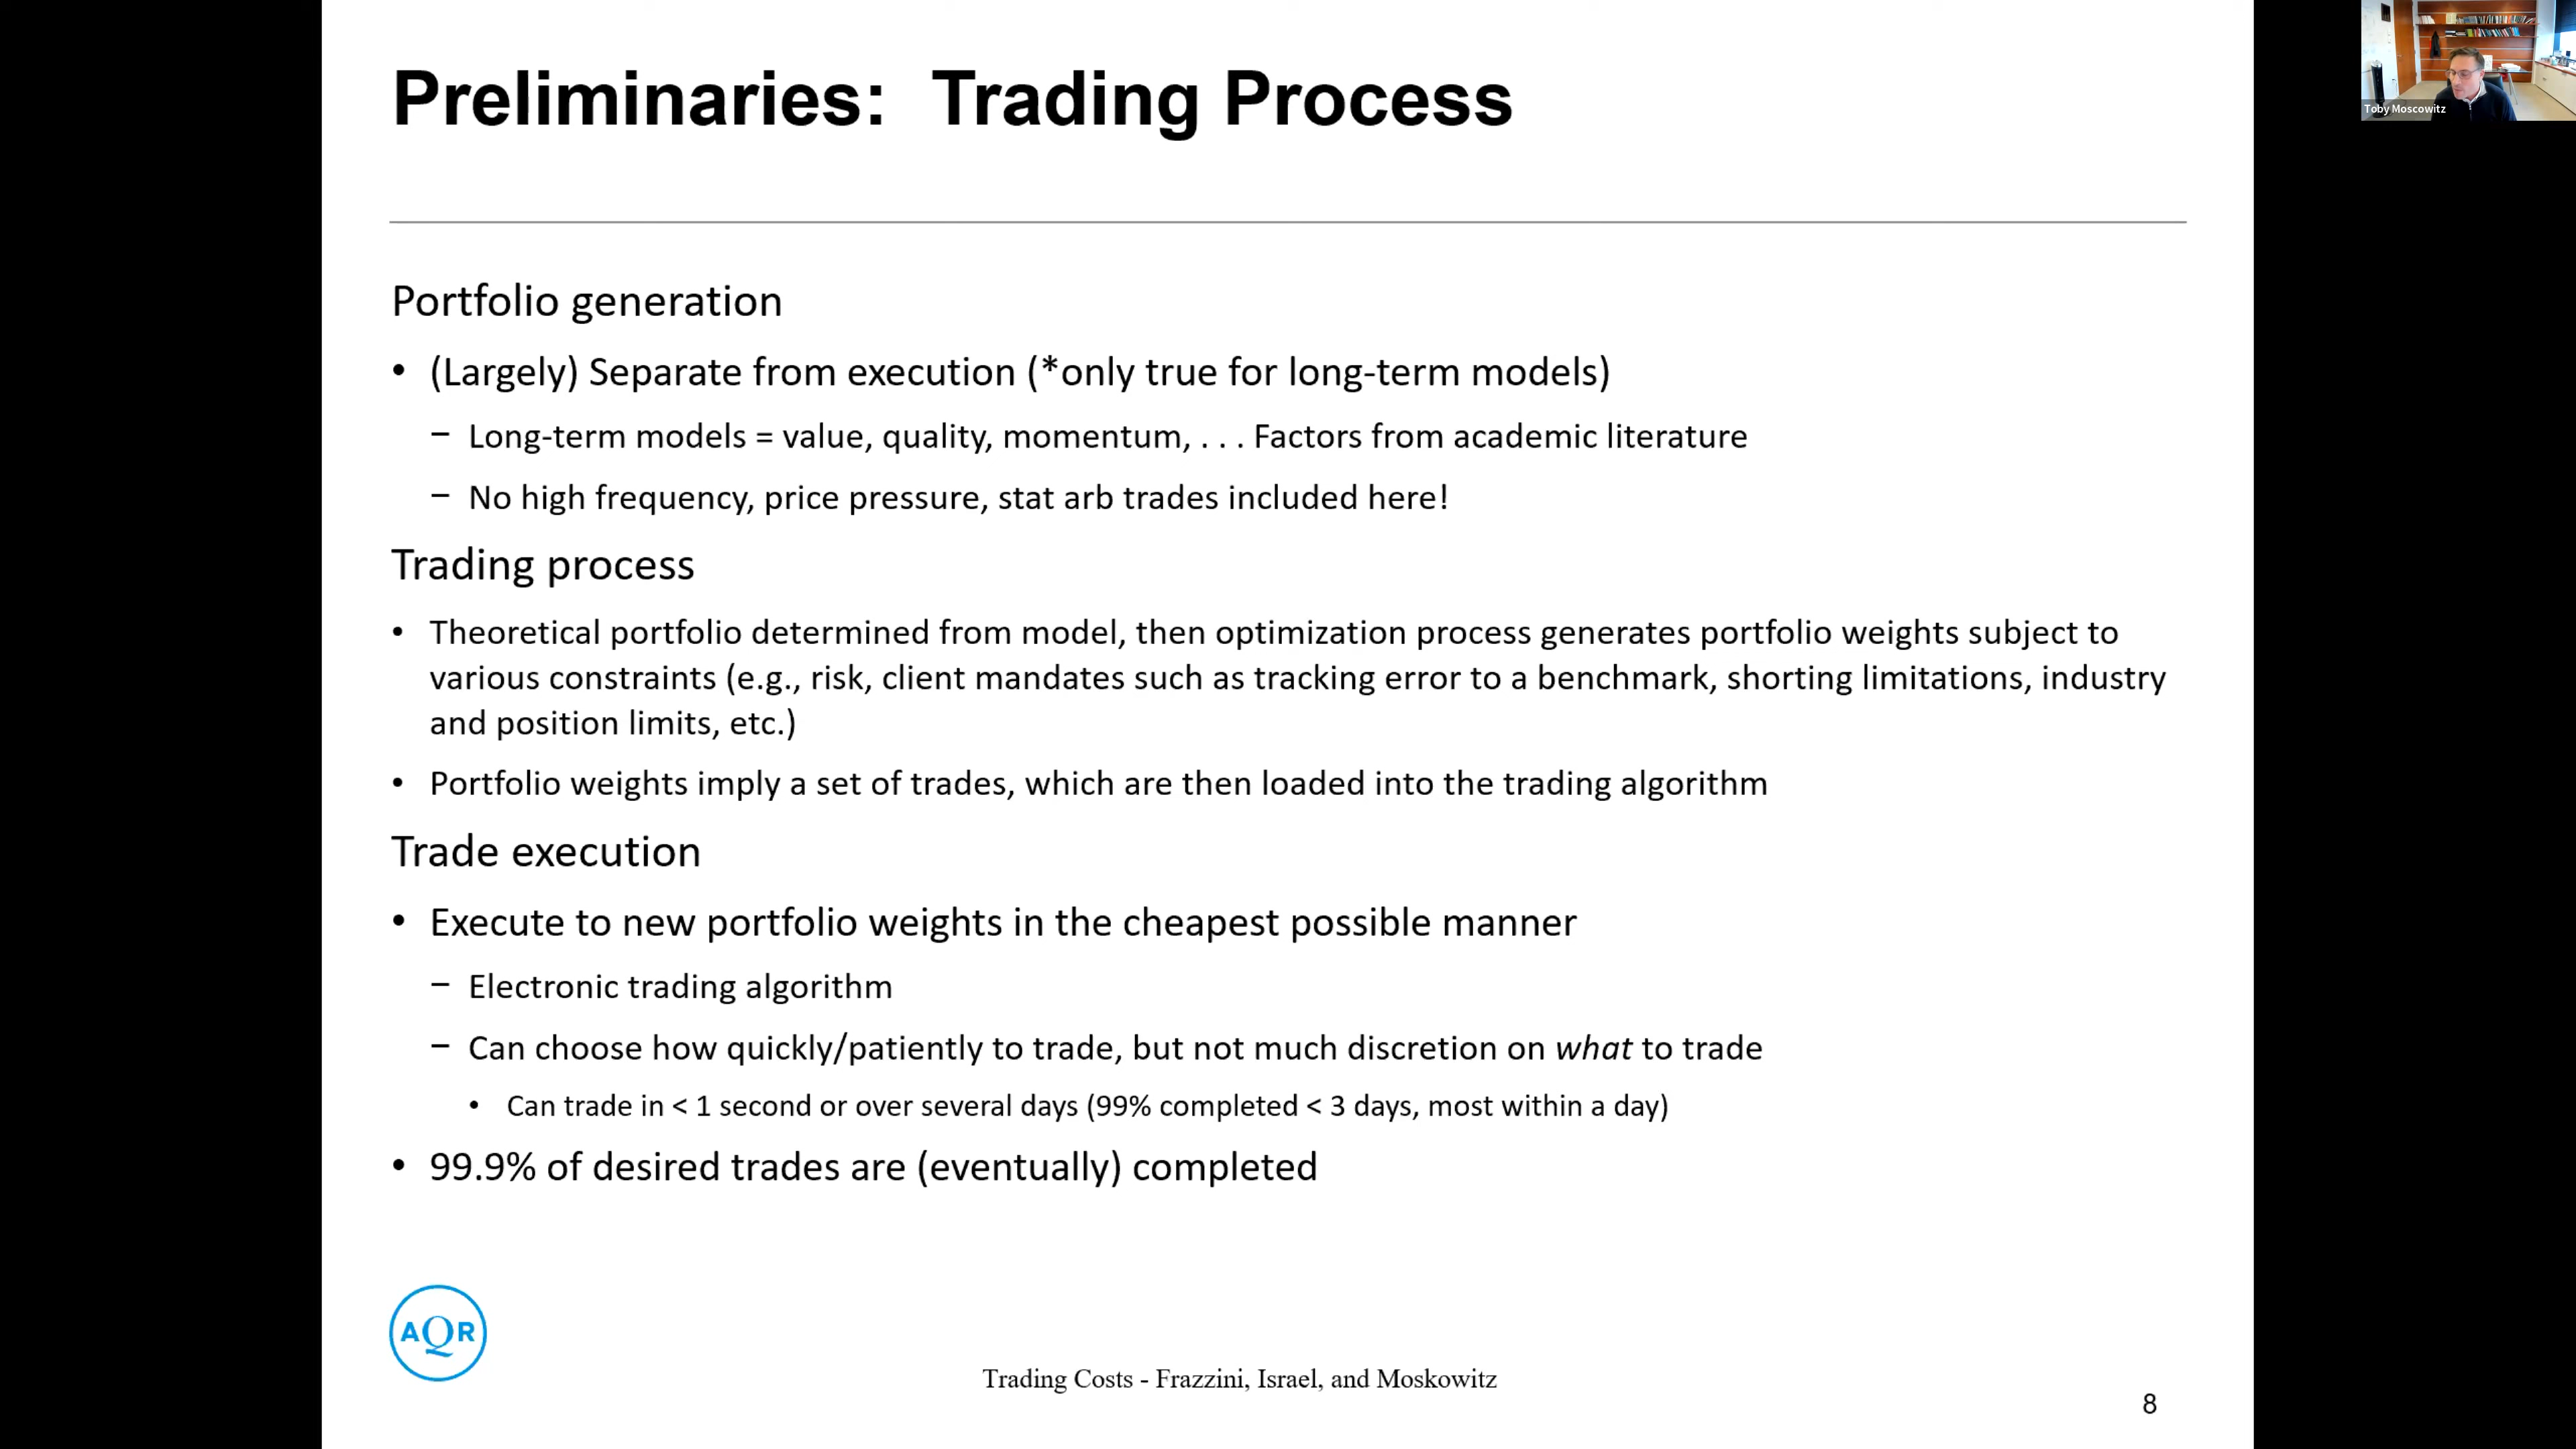 Preliminaries: Trading Process
Toby Moscowitz
Portfolio generation
• (Largely) Separate from execution (*only true for long-term models)
– Long-term models = value, quality, momentum, . . . Factors from academic literature
– No high frequency, price pressure, stat arb trades included here!
Trading process
• Theoretical portfolio determined from model, then optimization process generates portfolio weights subject to
various constraints (e.g., risk, client mandates such as tracking error to a benchmark, shorting limitations, industry
and position limits, etc.)
• Portfolio weights imply a set of trades, which are then loaded into the trading algorithm
Trade execution
• Execute to new portfolio weights in the cheapest possible manner
– Electronic trading algorithm
– Can choose how quickly/patiently to trade, but not much discretion on what to trade
• Can trade in < 1 second or over several days (99% completed < 3 days, most within a day)
• 99.9% of desired trades are (eventually) completed
AQR
Trading Costs - Frazzini, Israel, and Moskowitz
8